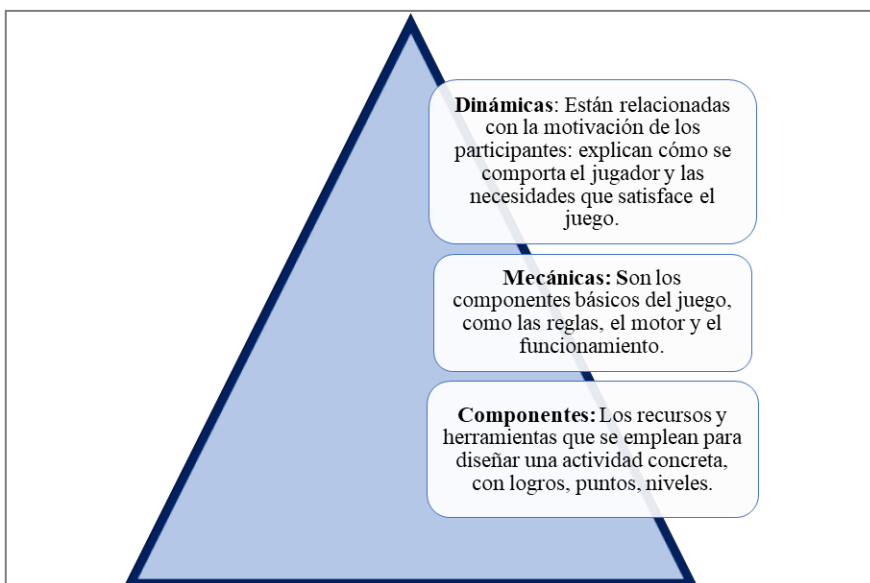 Dinámicas: Están relacionadas
con la motivación de los
participantes: explican cómo se
comporta el jugador y las
necesidades que satisface el
juego.
Mecánicas: Son los
componentes básicos del juego,
como las reglas, el motor y el
funcionamiento.
Componentes: Los recursos y
herramientas que se emplean para
diseñar una actividad concreta,
con logros, puntos, niveles.